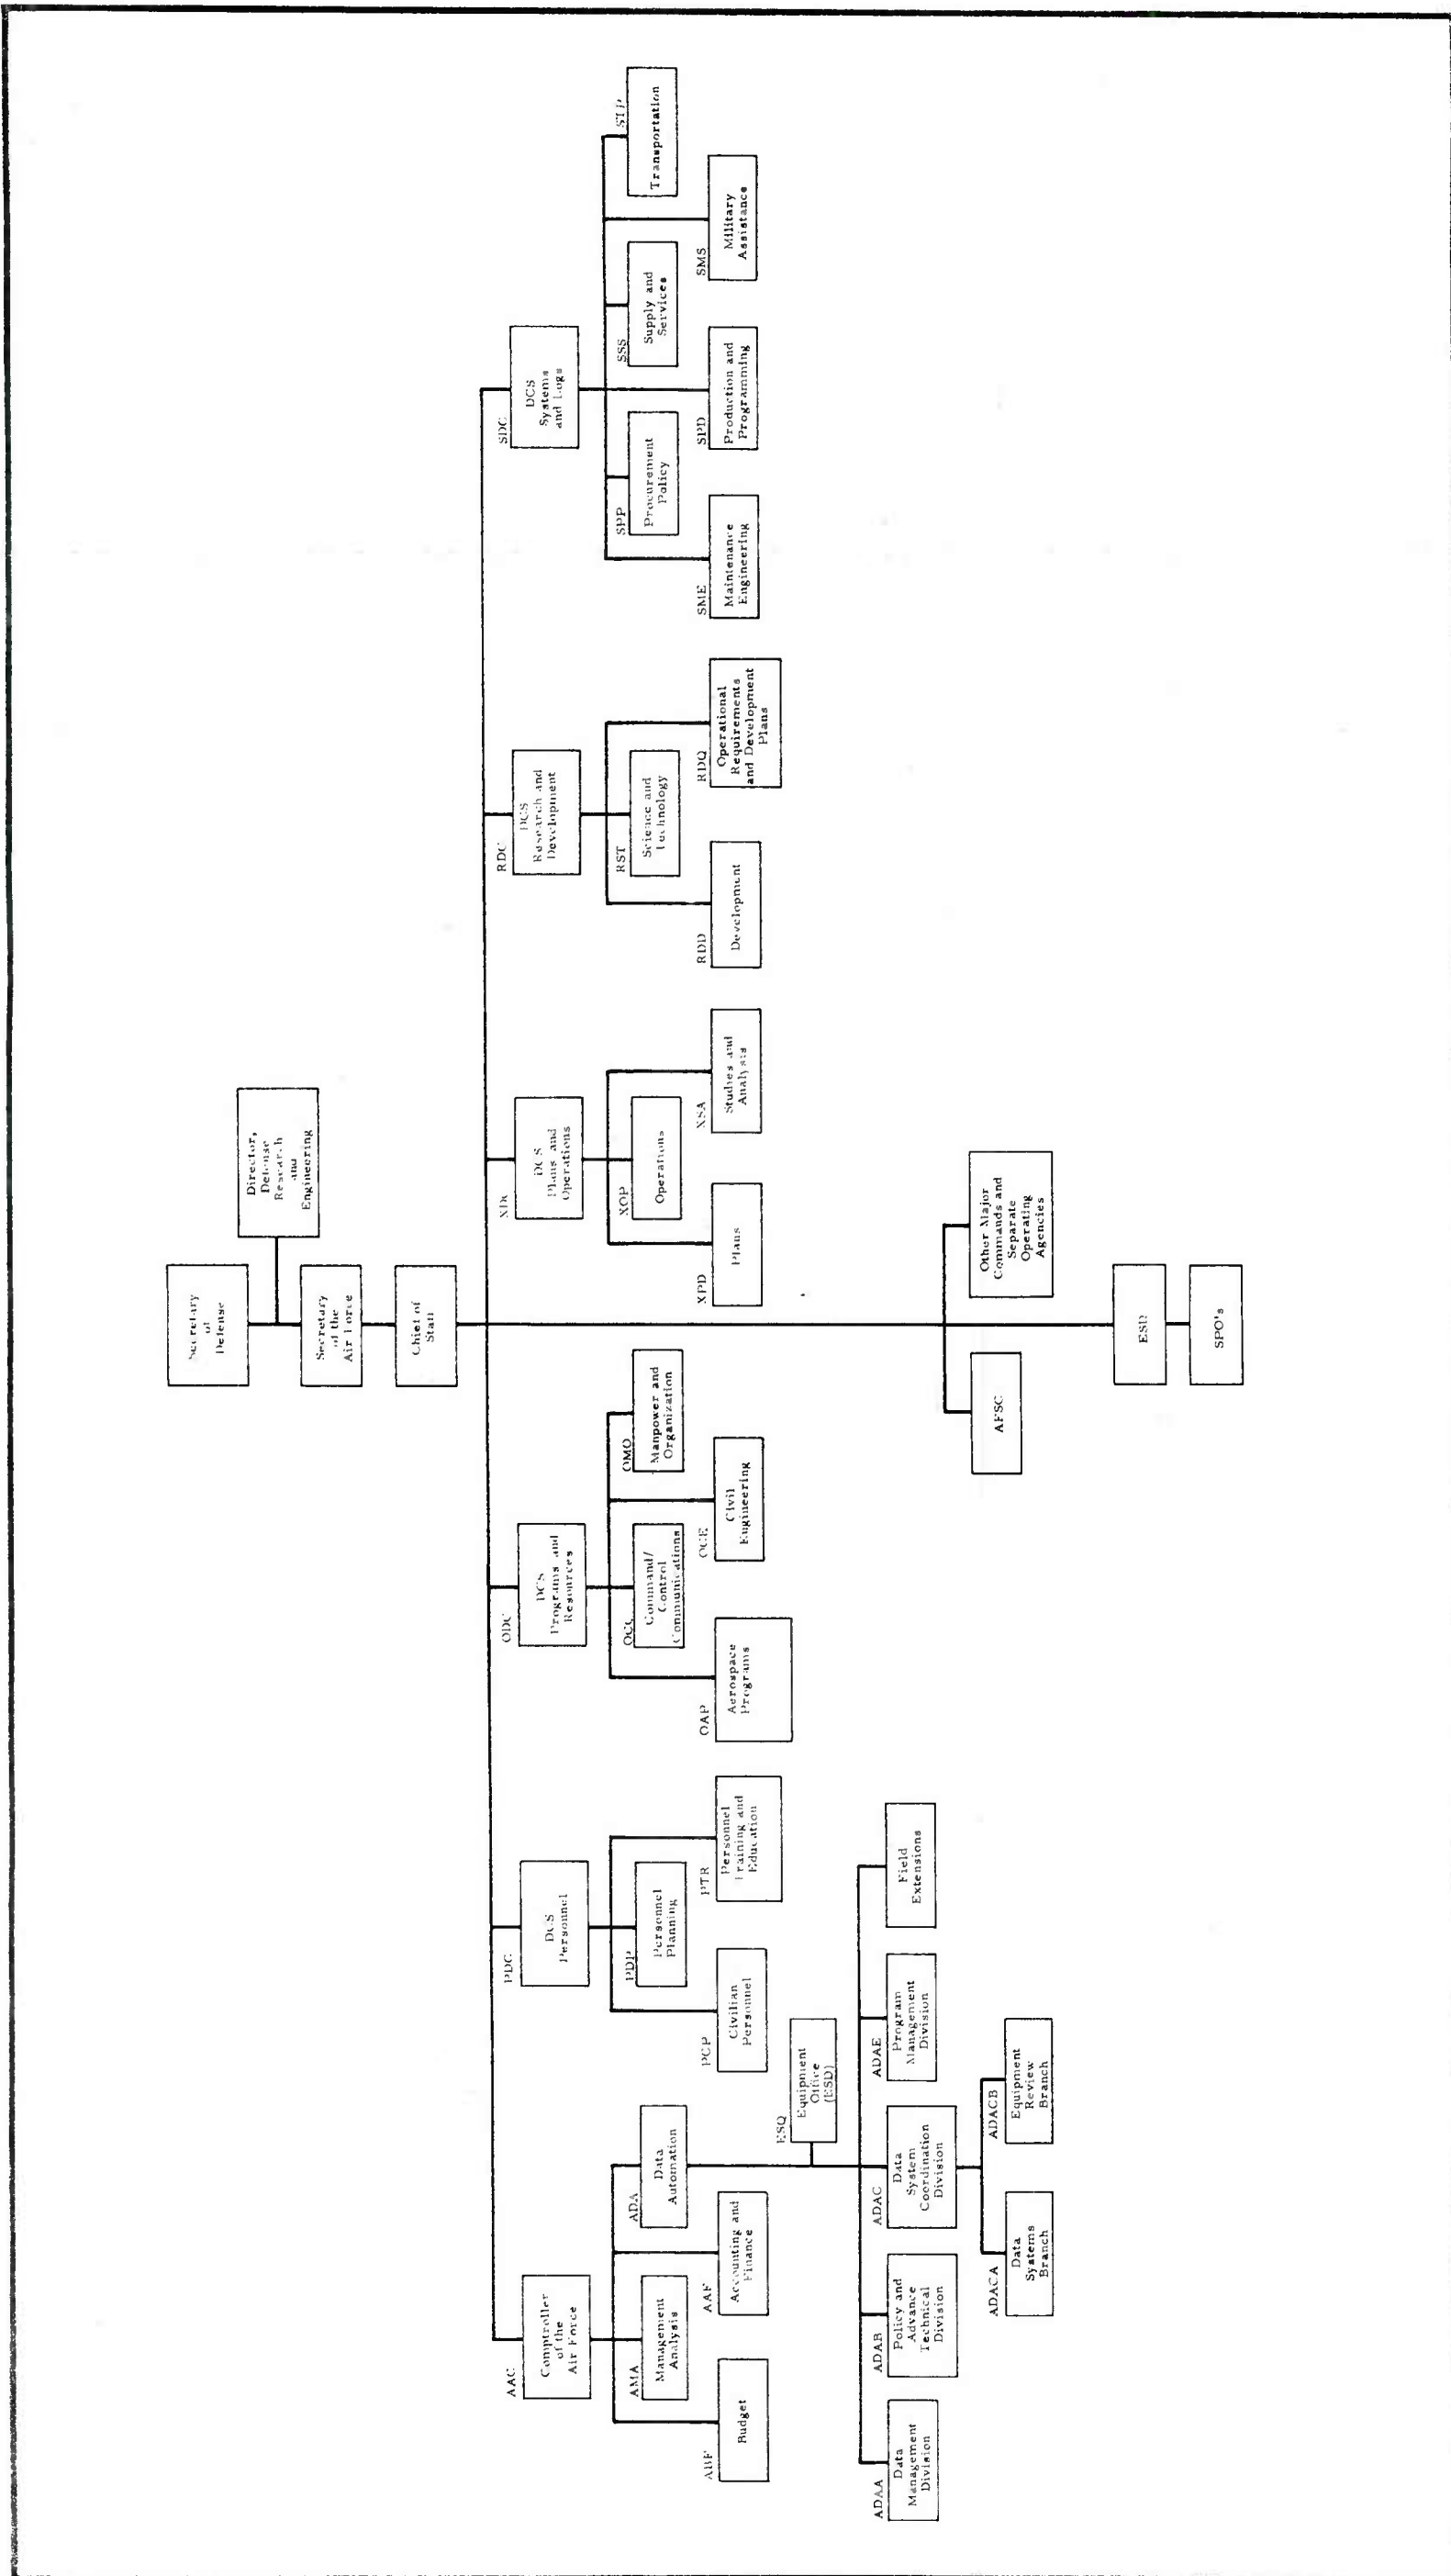 Secretary
of
Defense
Director,
Defense
Research
and
Engineering
Secretary
of the
Air Force
Chief of
Staff
AAC
Comptroller
of the
Air Force
PDC
DCS
Personnel
ODC
DCS
Programs and
Resources
DCS
Plans and
Operations
RDC
DCS
Research and
Development
SDC
DCS
Systems
and Logs
ABF
Budget
AMA
Management
Analysis
AAF
Accounting and
Finance
ADA
Data
Automation
PCP
Civilian
Personnel
PDP
Personnel
Planning
PTR
Personnel
Training and
Education
OAP
Aerospace
Programs
OCC
Command/
Control
Communications
OCE
Civil
Engineering
OMO
Manpower and
Organization
XPD
Plans
XOP
Operations
XSA
Studies and
Analysis
RDD
Development
RST
Science and
Technology
RDQ
Operational
Requirements
and Development
Plans
SME
Maintenance
Engineering
SPP
Procurement
Policy
SPD
Production and
Programming
SSS
Supply and
Services
SMS
Military
Assistance
Transportation
ESQ
Equipment
Office
(ESD)
ADAA
Data
Management
Division
ADAB
Policy and
Advance
Technical
Division
ADAC
Data
System
Coordination
Division
ADAE
Program
Management
Division
Field
Extensions
ADACA
Data
Systems
Branch
ADACB
Equipment
Review
Branch
AFSC
Other Major
Commands and
Separate
Operating
Agencies
ESD
SPO's